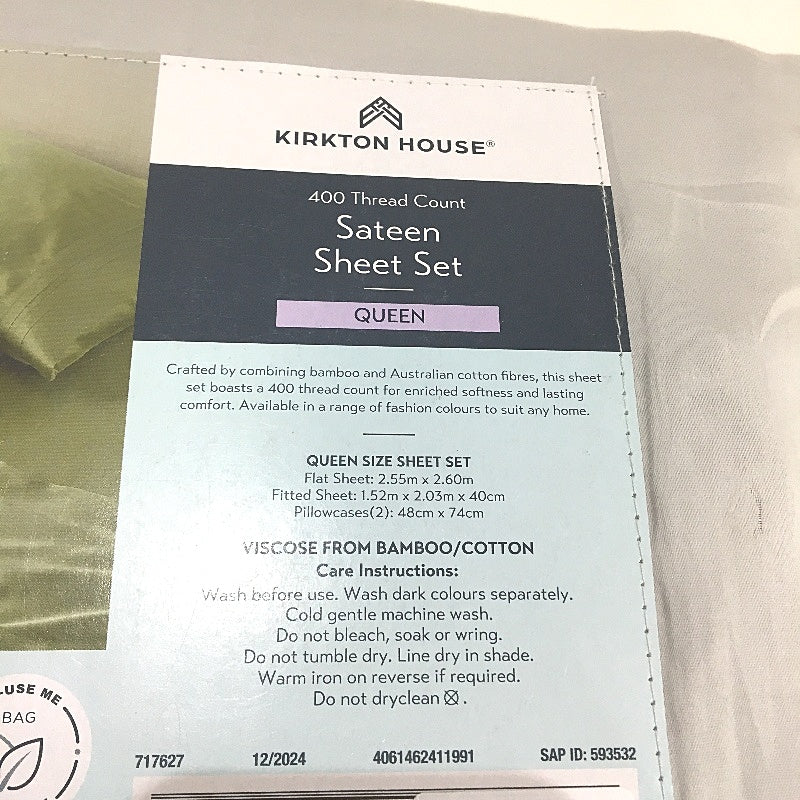 KIRKTON HOUSE®
400 Thread Count
Sateen
Sheet Set
QUEEN
Crafted by combining bamboo and Australian cotton fibres, this sheet
set boasts a 400 thread count for enriched softness and lasting
comfort. Available in a range of fashion colours to suit any home.
QUEEN SIZE SHEET SET
Flat Sheet: 2.55m x 2.60m
Fitted Sheet: 1.52m x 2.03m x 40cm
Pillowcases(2): 48cm x 74cm
VISCOSE FROM BAMBOO/COTTON
Care Instructions:
Wash before use. Wash dark colours separately.
Cold gentle machine wash.
Do not bleach, soak or wring.
Do not tumble dry. Line dry in shade.
Warm iron on reverse if required.
Do not dryclean.
USE ME
BAG
717627 12/2024 4061462411991 SAP ID: 593532